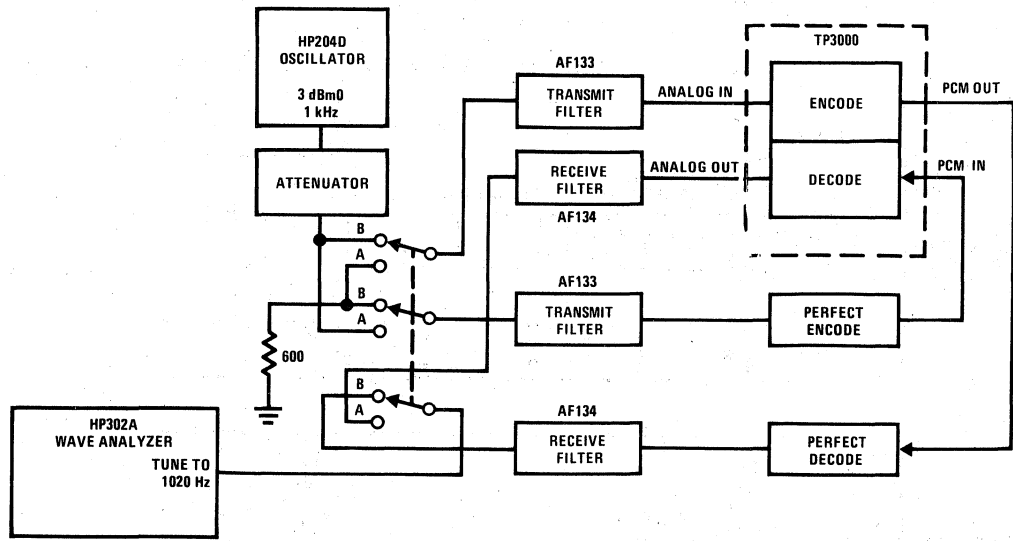 HP204D
OSCILLATOR
3 dBm0
1 kHz
ATTENUATOR
AF133
TRANSMIT
FILTER
ANALOG IN
TP3000
ENCODE
PCM OUT
RECEIVE
FILTER
AF134
ANALOG OUT
DECODE
PCM IN
B
A
B
A
600
AF133
TRANSMIT
FILTER
PERFECT
ENCODE
B
A
HP302A
WAVE ANALYZER
TUNE TO
1020 Hz
AF134
RECEIVE
FILTER
PERFECT
DECODE